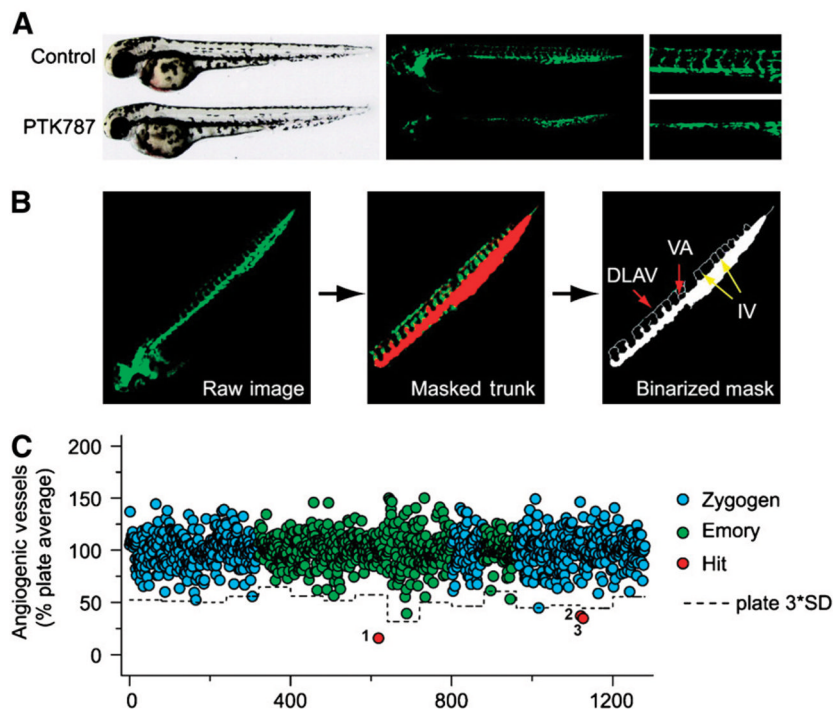 A
Control
PTK787
B
Raw image
Masked trunk
DLAV
VA
IV
Binarized mask
C
Angiogenic vessels
(% plate average)
200
150
100
50
0
0
400
800
1200
1
2
3
Zygogen
Emory
Hit
plate 3*SD